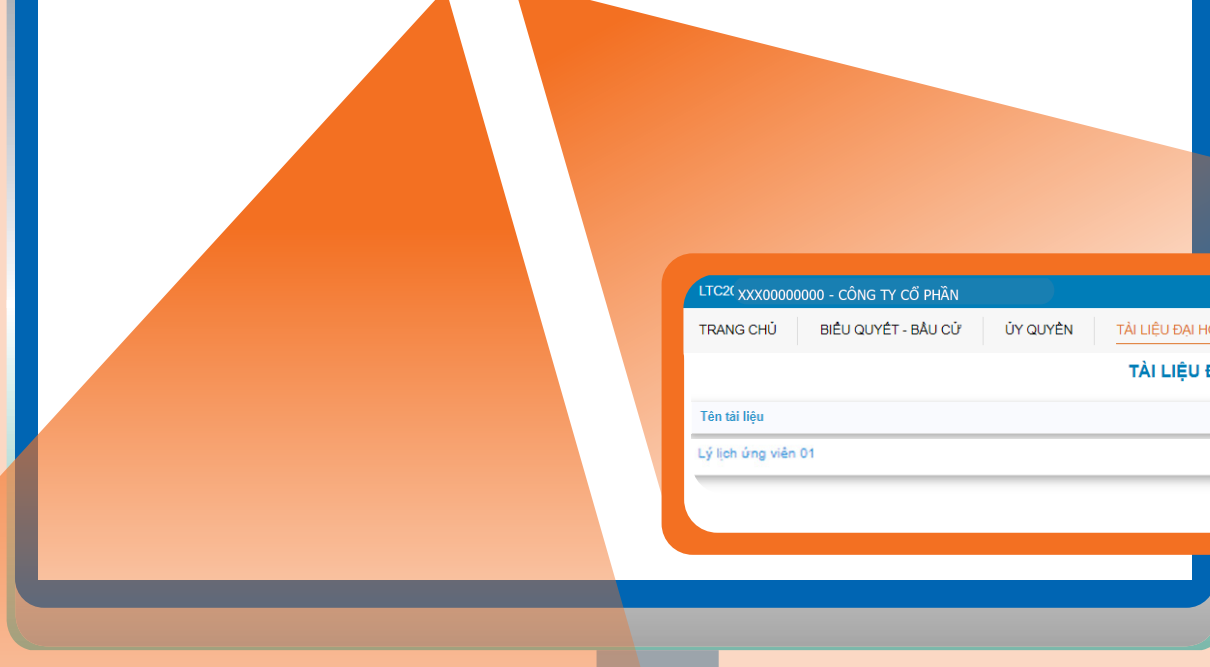 LTC2 XXX00000000 - CÔNG TY CỔ PHẦN
TRANG CHỦ BIỂU QUYẾT - BẦU CỬ ỦY QUYỀN TÀI LIỆU ĐẠI
TÀI LIỆU
Tên tài liệu
Lý lịch ứng viên 01